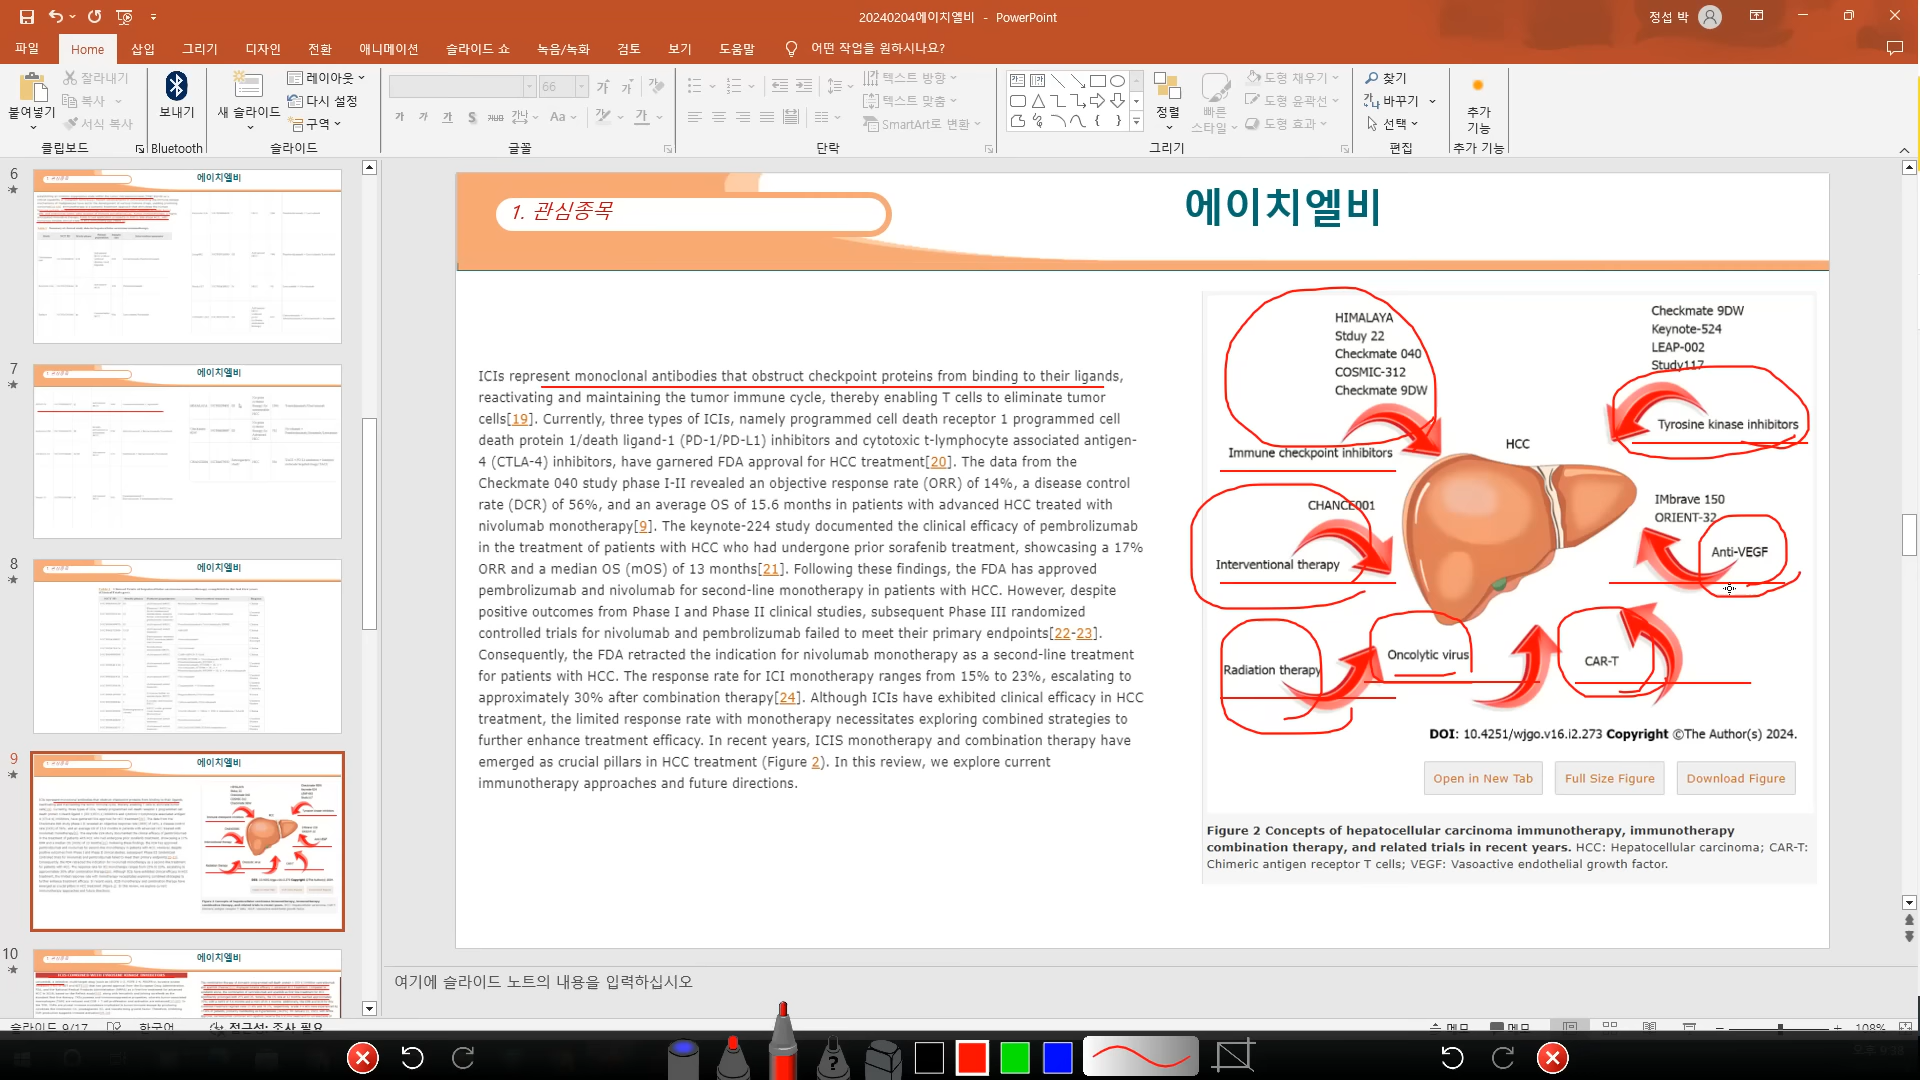 20240204에이치엘비 - PowerPoint
정섭 박
파일
Home
삽입
그리기
디자인
전환
애니메이션
슬라이드 쇼
녹음/녹화
검토
보기
도움말
어떤 작업을 원하시나요?
붙여넣기
잘라내기
복사
서식 복사
클립보드
보내기
Bluetooth
새 슬라이드
레이아웃
다시 설정
구역
슬라이드
66
글꼴
텍스트 방향
텍스트 맞춤
SmartArt로 변환
단락
정렬
빠른
스타일
도형 채우기
도형 윤곽선
도형 효과
그리기
찾기
바꾸기
선택
편집
추가
기능
추가 기능
6
에이치엘비
7
에이치엘비
8
에이치엘비
9
에이치엘비
10
에이치엘비
1. 관심종목
에이치엘비
ICIs represent monoclonal antibodies that obstruct checkpoint proteins from binding to their ligands,
reactivating and maintaining the tumor immune cycle, thereby enabling T cells to eliminate tumor
cells[19]. Currently, three types of ICIs, namely programmed cell death receptor 1 programmed cell
death protein 1/death ligand-1 (PD-1/PD-L1) inhibitors and cytotoxic t-lymphocyte associated antigen-
4 (CTLA-4) inhibitors, have garnered FDA approval for HCC treatment[20]. The data from the
Checkmate 040 study phase I-II revealed an objective response rate (ORR) of 14%, a disease control
rate (DCR) of 56%, and an average OS of 15.6 months in patients with advanced HCC treated with
nivolumab monotherapy[9]. The keynote-224 study documented the clinical efficacy of pembrolizumab
in the treatment of patients with HCC who had undergone prior sorafenib treatment, showcasing a 17%
ORR and a median OS (mOS) of 13 months[21]. Following these findings, the FDA has approved
pembrolizumab and nivolumab for second-line monotherapy in patients with HCC. However, despite
positive outcomes from Phase I and Phase II clinical studies, subsequent Phase III randomized
controlled trials for nivolumab and pembrolizumab failed to meet their primary endpoints[22-23].
Consequently, the FDA retracted the indication for nivolumab monotherapy as a second-line treatment
for patients with HCC. The response rate for ICI monotherapy ranges from 15% to 23%, escalating to
approximately 30% after combination therapy[24]. Although ICIs have exhibited clinical efficacy in HCC
treatment, the limited response rate with monotherapy necessitates exploring combined strategies to
further enhance treatment efficacy. In recent years, ICIS monotherapy and combination therapy have
emerged as crucial pillars in HCC treatment (Figure 2). In this review, we explore current
immunotherapy approaches and future directions.
HIMALAYA
Stduy 22
Checkmate 040
COSMIC-312
Checkmate 9DW
Immune checkpoint inhibitors
Checkmate 9DW
Keynote-524
LEAP-002
Study117
Tyrosine kinase inhibitors
HCC
CHANCE001
Interventional therapy
IMbrave 150
ORIENT-32
Anti-VEGF
Radiation therapy
Oncolytic virus
CAR-T
DOI: 10.4251/wjgo.v16.i2.273 Copyright ©The Author(s) 2024.
Open in New Tab
Full Size Figure
Download Figure
Figure 2 Concepts of hepatocellular carcinoma immunotherapy, immunotherapy
combination therapy, and related trials in recent years. HCC: Hepatocellular carcinoma; CAR-T:
Chimeric antigen receptor T cells; VEGF: Vasoactive endothelial growth factor.
여기에 슬라이드 노트의 내용을 입력하십시오
슬라이드 9/17
한국어
접근성: 조사 필요
메모
108%